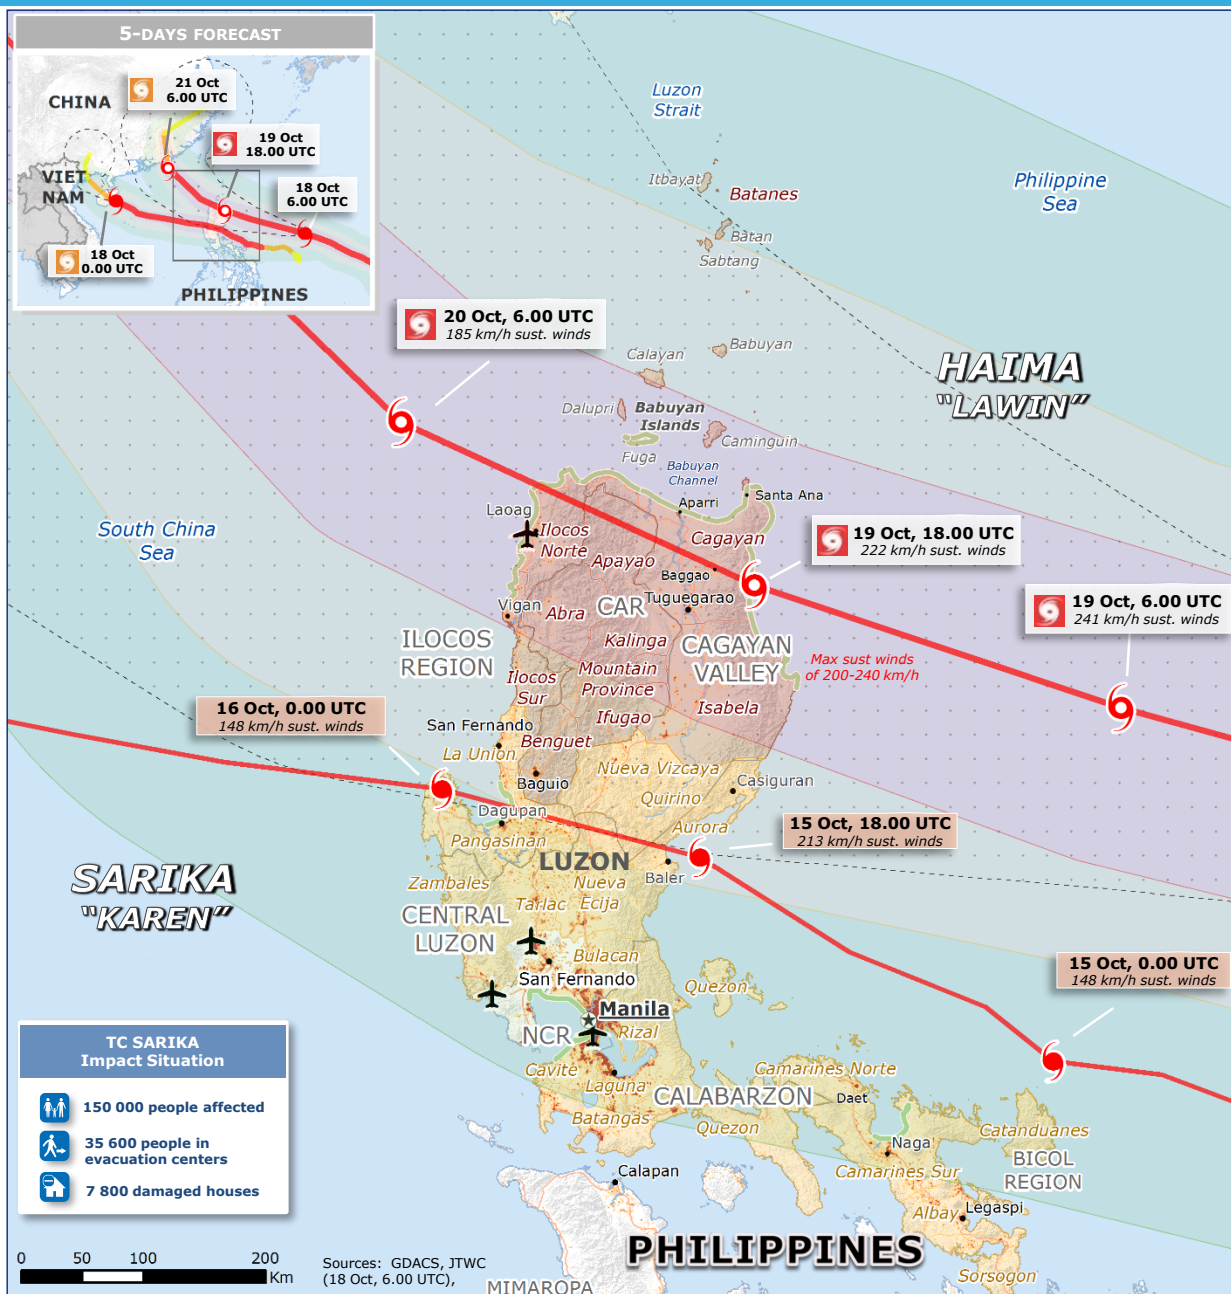 5-DAYS FORECAST
21 Oct
6.00 UTC
CHINA
19 Oct
18.00 UTC
VIET
NAM
18 Oct
6.00 UTC
18 Oct
0.00 UTC
PHILIPPINES
Luzon
Strait
Itbayat
Batanes
Philippine
Sea
Batan
Sabtang
20 Oct, 6.00 UTC
185 km/h sust. winds
Babuyan
Calayan
HAIMA
"LAWIN"
Dalupri
Babuyan
Islands
Caminguin
Fuga
Babuyan
Channel
Santa Ana
Aparri
Laoag
South China
Sea
Ilocos
Norte
Cagayan
19 Oct, 18.00 UTC
222 km/h sust. winds
Apayao
Baggao
Tuguegarao
Vigan
Abra
CAR
19 Oct, 6.00 UTC
241 km/h sust. winds
ILOCOS
REGION
Kalinga
CAGAYAN
VALLEY
Max sust winds
of 200-240 km/h
Mountain
Province
Ilocos
Sur
Isabela
16 Oct, 0.00 UTC
148 km/h sust. winds
Ifugao
San Fernando
La Union
Benguet
Nueva Vizcaya
Baguio
Casiguran
Quirino
Dagupan
Aurora
15 Oct, 18.00 UTC
213 km/h sust. winds
Pangasinan
LUZON
Baler
SARIKA
"KAREN"
Zambales
Nueva
Ecija
Tarlac
CENTRAL
LUZON
Bulacan
15 Oct, 0.00 UTC
148 km/h sust. winds
San Fernando
Quezon
Manila
NCR
Rizal
TC SARIKA
Impact Situation
150 000 people affected
35 600 people in
evacuation centers
7 800 damaged houses
Cavite
Laguna
CALABARZON
Camarines Norte
Daet
Batangas
Quezon
Catanduanes
Naga
BICOL
REGION
Calapan
Camarines Sur
Albay
Legaspi
PHILIPPINES
0 50 100 200
Km
Sources: GDACS, JTWC
(18 Oct, 6.00 UTC),
MIMAROPA
Sorsogon